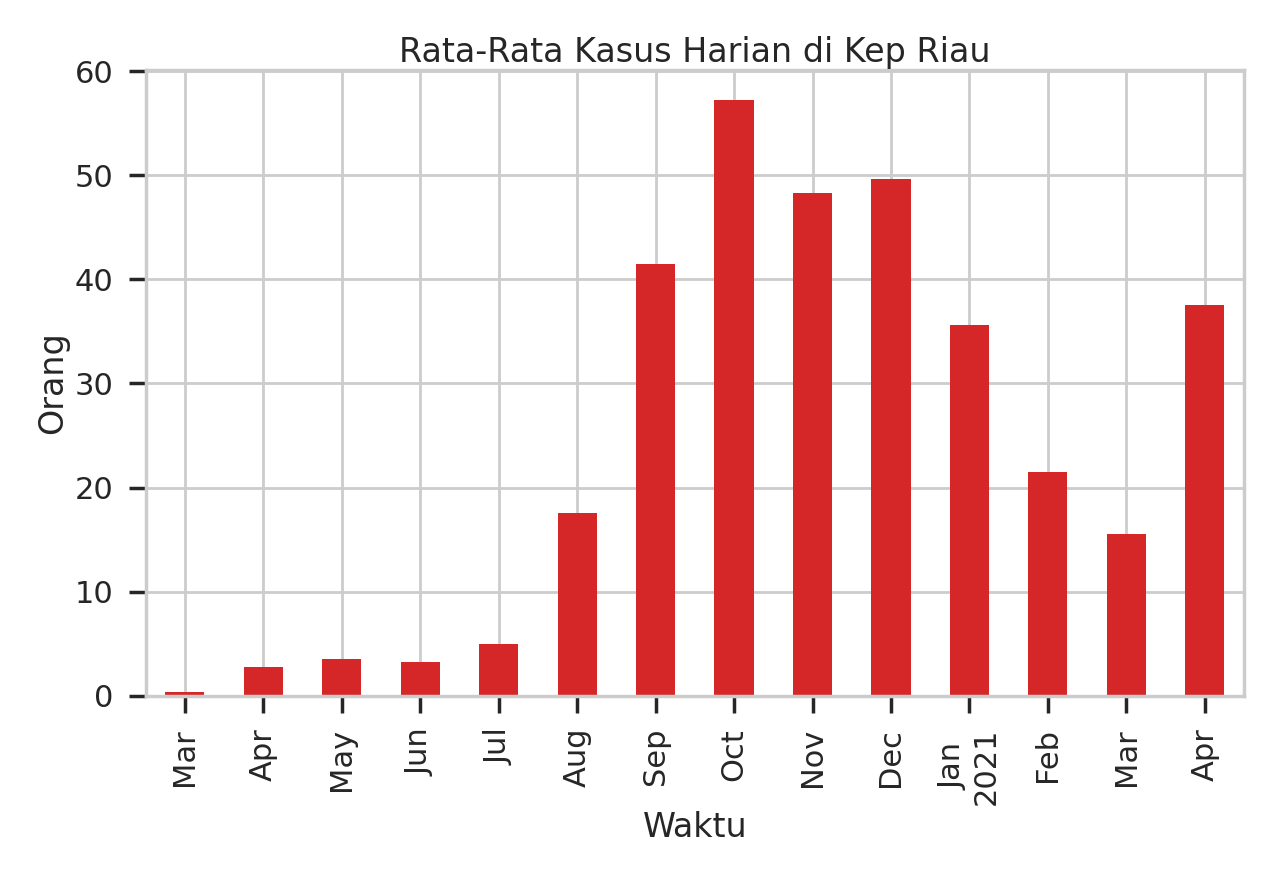 Rata-Rata Kasus Harian di Kep Riau
60
50
40
30
20
10
0
Orang
Mar
Apr
May
Jun
Jul
Aug
Sep
Oct
Nov
Dec
Jan
2021
Feb
Mar
Apr
Waktu